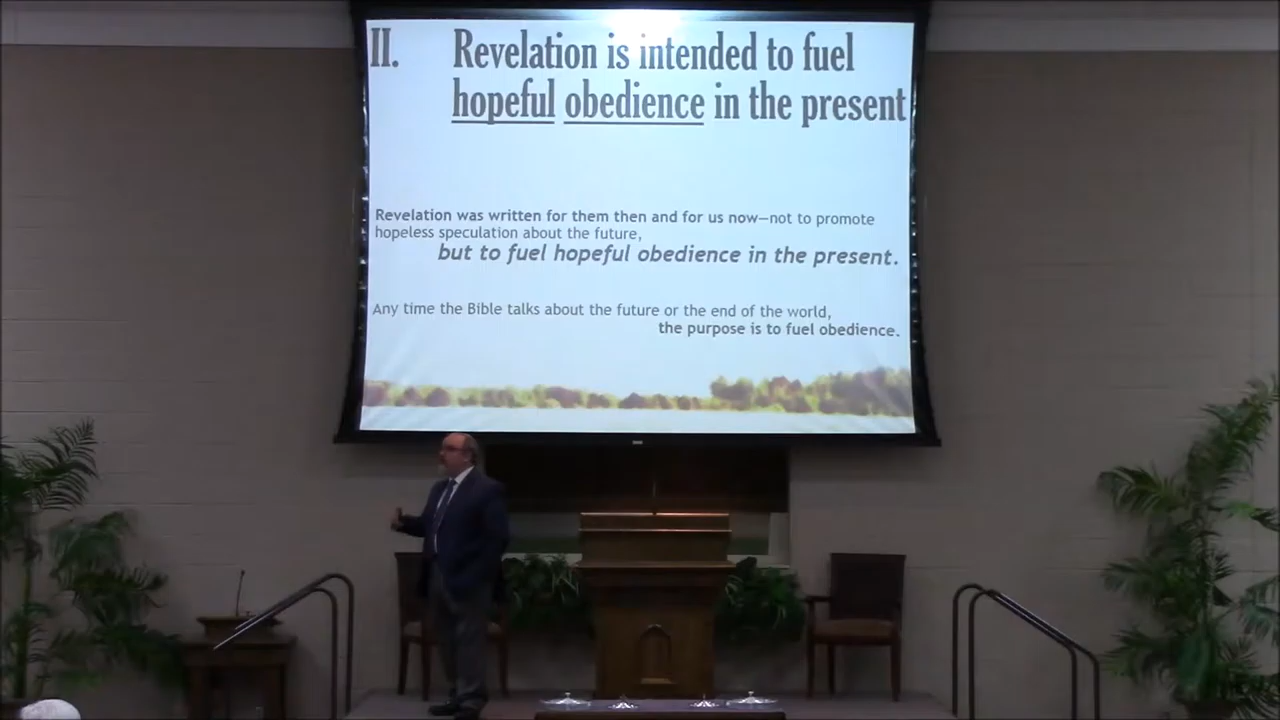 II. Revelation is intended to fuel
hopeful obedience in the present
Revelation was written for them then and for us now—not to promote
hopeless speculation about the future,
but to fuel hopeful obedience in the present.
Any time the Bible talks about the future or the end of the world,
the purpose is to fuel obedience.